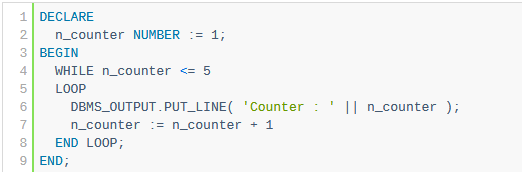 1 DECLARE
2   n_counter NUMBER := 1;
3 BEGIN
4   WHILE n_counter <= 5
5   LOOP
6     DBMS_OUTPUT.PUT_LINE( 'Counter : ' || n_counter );
7     n_counter := n_counter + 1
8   END LOOP;
9 END;